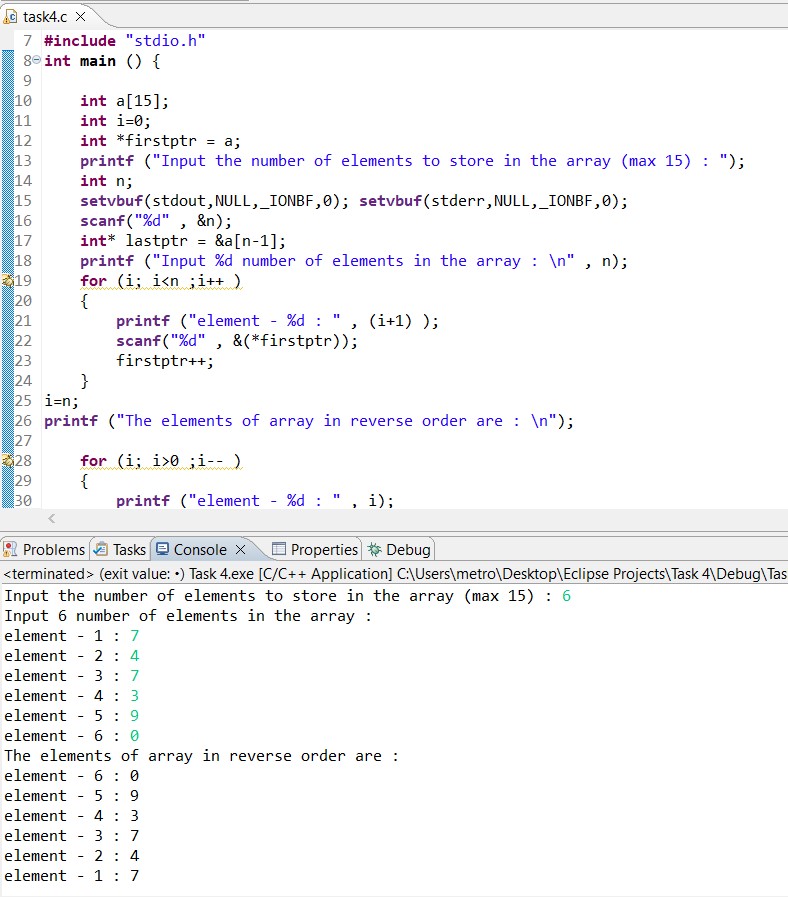 task4.c
7 #include "stdio.h"
8 int main () {
9
10 int a[15];
11 int i=0;
12 int *firstptr = a;
13 printf ("Input the number of elements to store in the array (max 15) : ");
14 int n;
15 setvbuf(stdout,NULL,_IONBF,0); setvbuf(stderr,NULL,_IONBF,0);
16 scanf("%d" , &n);
17 int* lastptr = &a[n-1];
18 printf ("Input %d number of elements in the array : \n" , n);
19 for (i; i<n ;i++ )
20 {
21 printf ("element - %d : " , (i+1) );
22 scanf("%d" , &(*firstptr));
23 firstptr++;
24 }
25 i=n;
26 printf ("The elements of array in reverse order are : \n");
27
28 for (i; i>0 ;i-- )
29 {
30 printf ("element - %d : " , i);
Problems Tasks Console Properties Debug
<terminated> (exit value: •) Task 4.exe [C/C++ Application] C:\Users\metro\Desktop\Eclipse Projects\Task 4\Debug\Tas
Input the number of elements to store in the array (max 15) : 6
Input 6 number of elements in the array :
element - 1 : 7
element - 2 : 4
element - 3 : 7
element - 4 : 3
element - 5 : 9
element - 6 : 0
The elements of array in reverse order are :
element - 6 : 0
element - 5 : 9
element - 4 : 3
element - 3 : 7
element - 2 : 4
element - 1 : 7